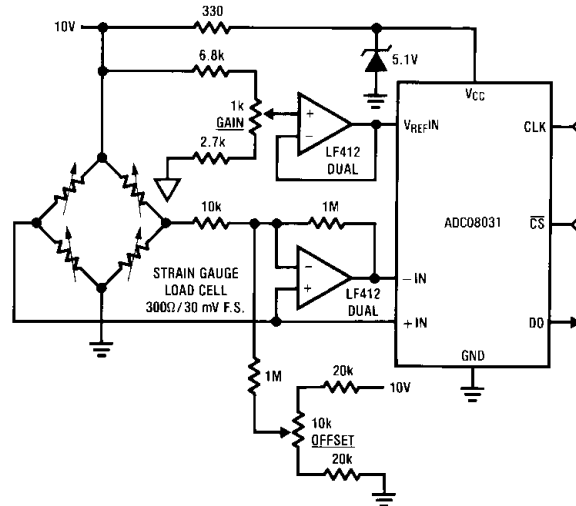 330
10V
6.8k
5.1V
1k
GAIN
2.7k
LF412
DUAL
VCC
VREFIN
CLK
ADC08031
CS
10k
1M
STRAIN GAUGE
LOAD CELL
300Ω/30 mV F.S.
LF412
DUAL
−IN
+IN
DO
GND
1M
20k
10V
10k
OFFSET
20k
+
−
−
+